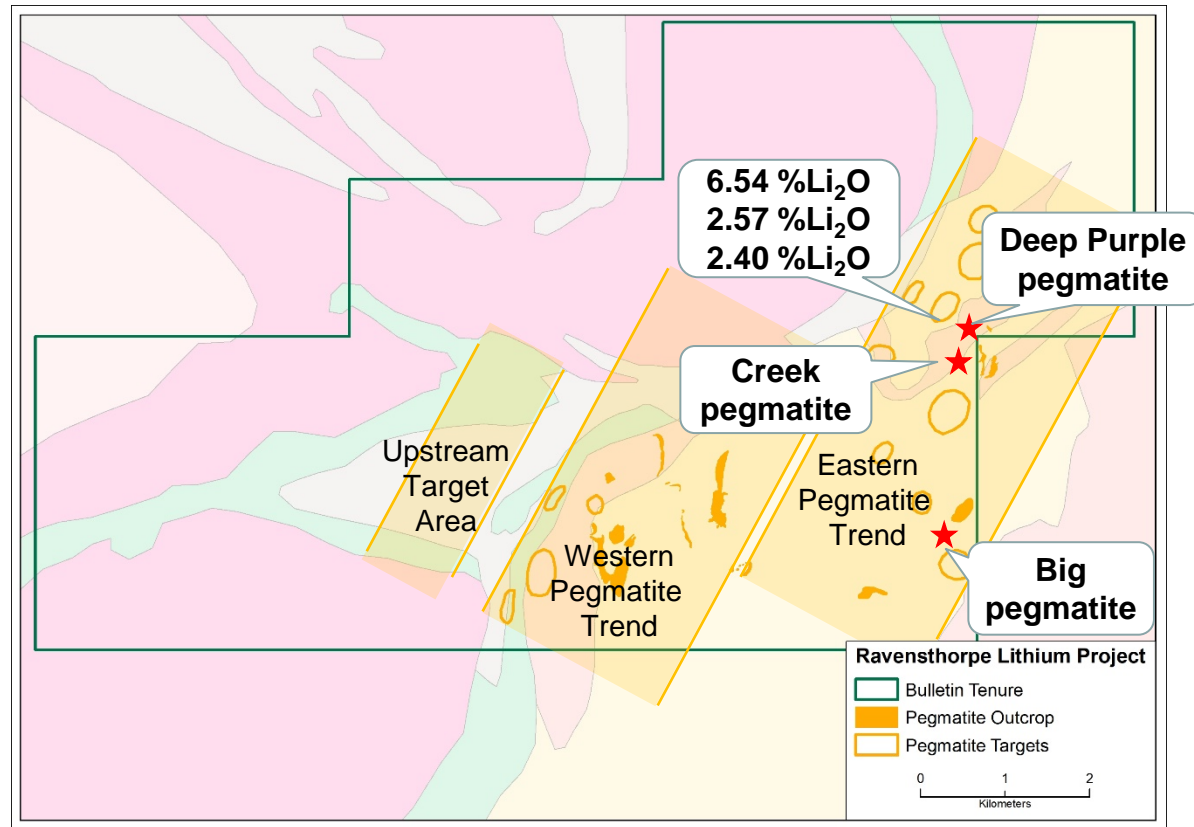 6.54 %Li₂O
2.57 %Li₂O
2.40 %Li₂O
Deep Purple
pegmatite
Creek
pegmatite
Upstream
Target
Area
Eastern
Pegmatite
Trend
Western
Pegmatite
Trend
Big
pegmatite
Ravensthorpe Lithium Project
Bulletin Tenure
Pegmatite Outcrop
Pegmatite Targets
0 1 2
Kilometers